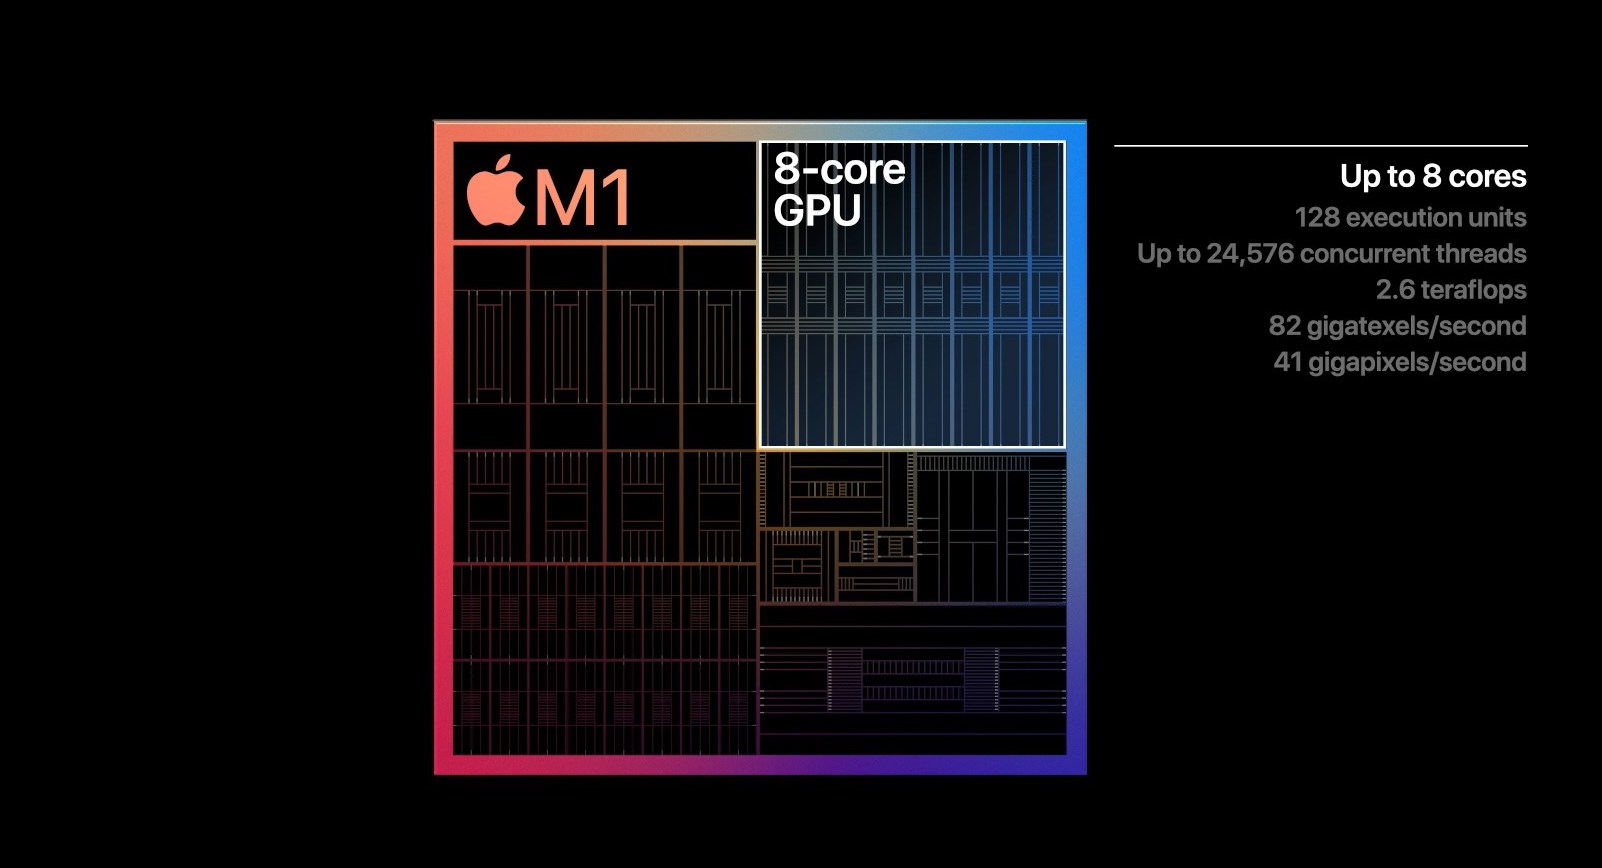 M1
8-core
GPU
Up to 8 cores
128 execution units
Up to 24,576 concurrent threads
2.6 teraflops
82 gigatexels/second
41 gigapixels/second